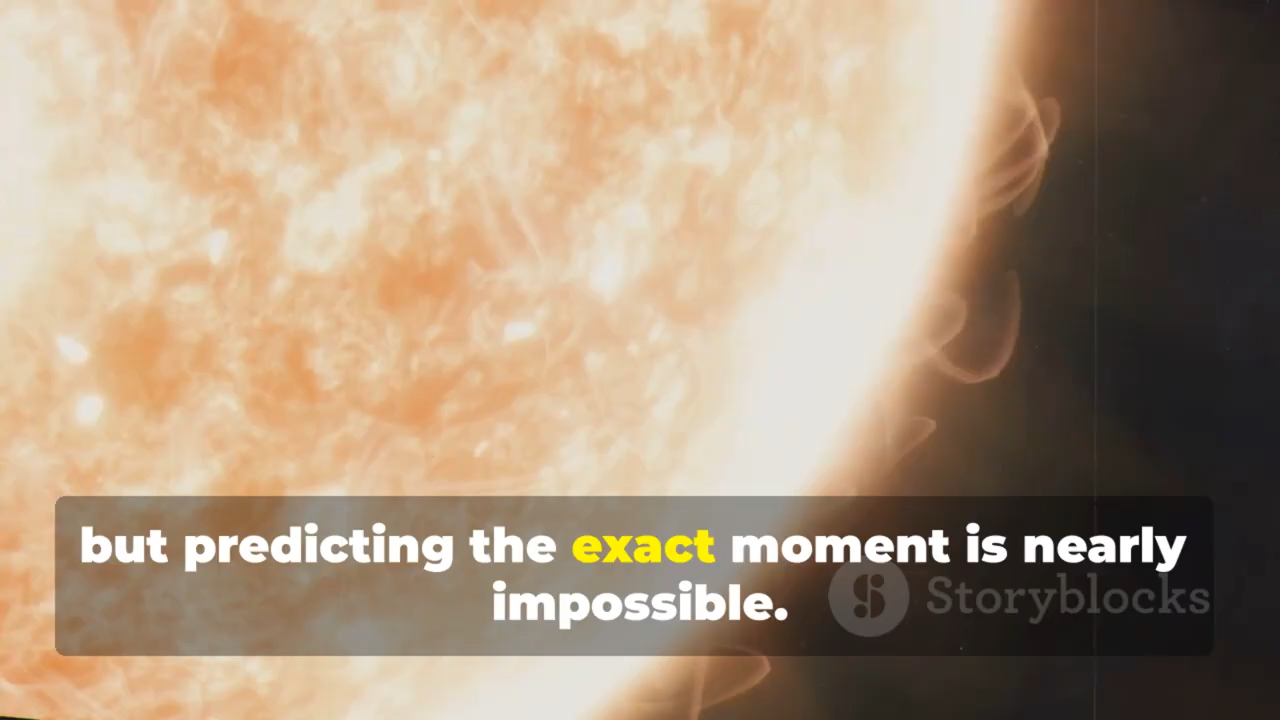 but predicting the exact moment is nearly
impossible.
Storyblocks